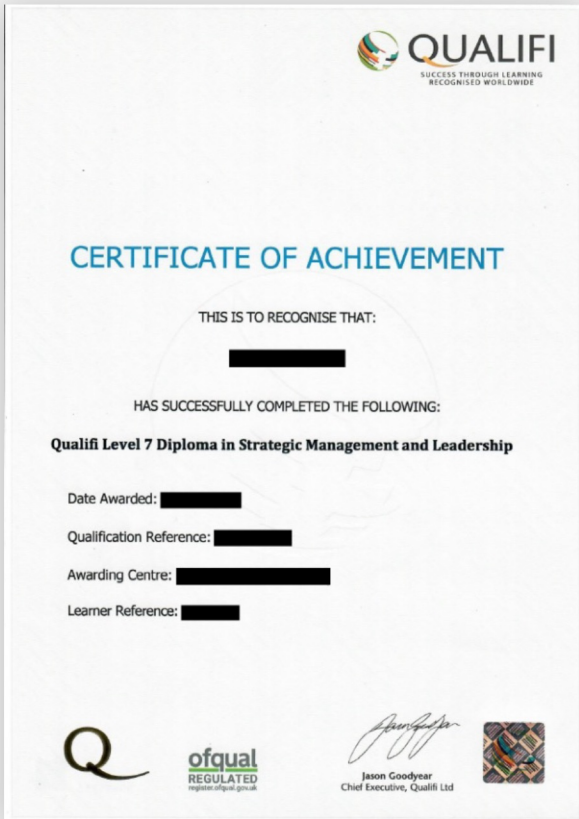 QUALIFI
SUCCESS THROUGH LEARNING
RECOGNISED WORLDWIDE
CERTIFICATE OF ACHIEVEMENT
THIS IS TO RECOGNISE THAT:
HAS SUCCESSFULLY COMPLETED THE FOLLOWING:
Qualifi Level 7 Diploma in Strategic Management and Leadership
Date Awarded:
Qualification Reference:
Awarding Centre:
Learner Reference:
Q
ofqual
REGULATED
register.ofqual.gov.uk
Jason Goodyear
Chief Executive, Qualifi Ltd